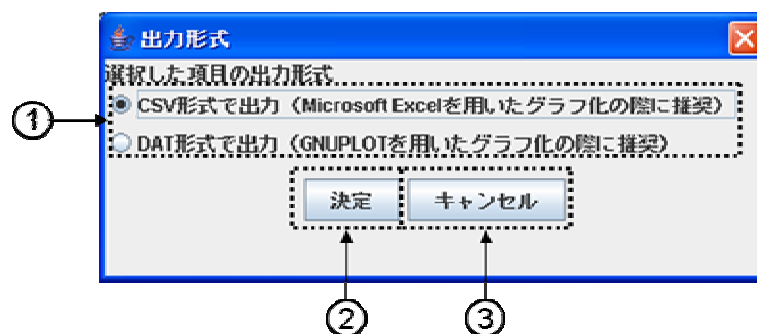 出力形式
選択した項目の出力形式
CSV形式で出力（Microsoft Excelを用いたグラフ化の際に推奨）
①
DAT形式で出力（GNUPLOTを用いたグラフ化の際に推奨）
決定 キャンセル
② ③